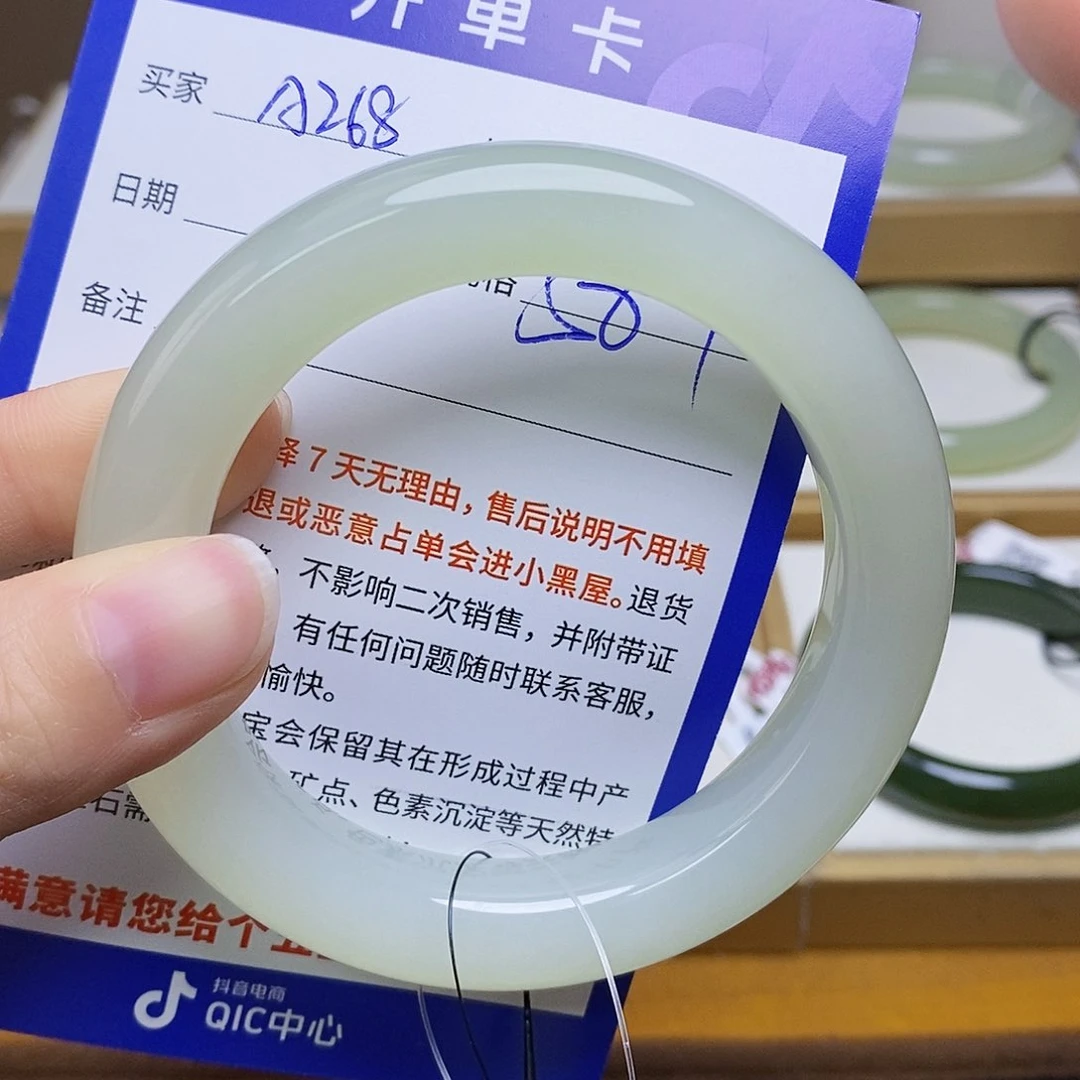 开单卡
买家 A268
日期
备注
格 50
择7天无理由，售后说明不用填
退或恶意占单会进小黑屋。退货
、不影响二次销售，并附带证
有任何问题随时联系客服，
愉快。
宝会保留其在形成过程中产
矿点、色素沉淀等天然特
石需
满意请您给个五
抖音电商
QIC中心